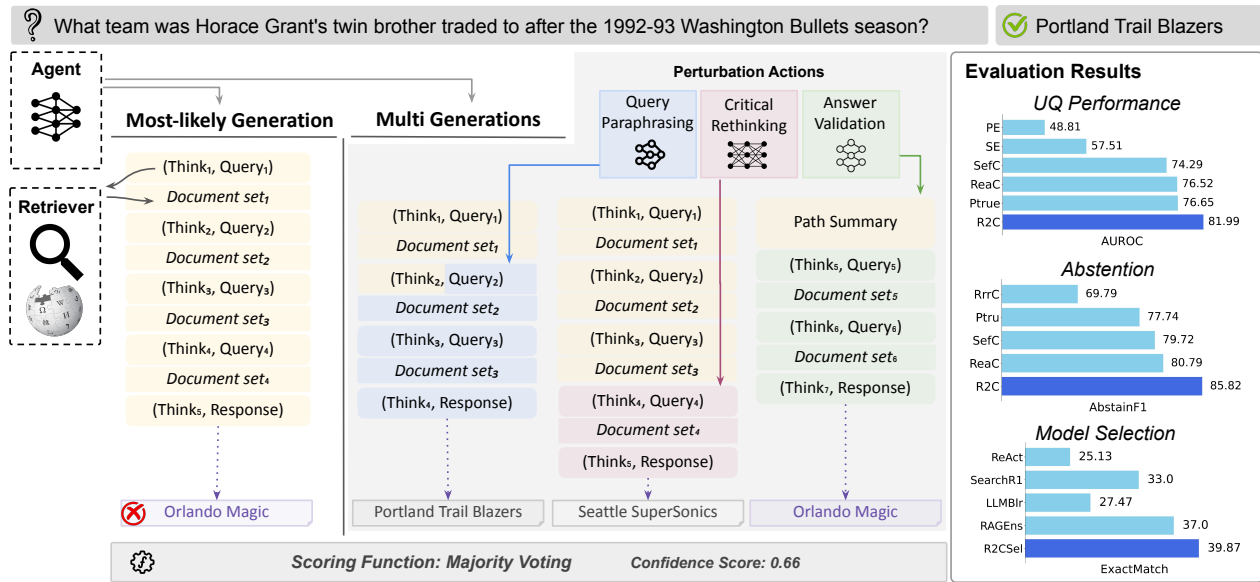 What team was Horace Grant's twin brother traded to after the 1992-93 Washington Bullets season?
Portland Trail Blazers
Agent
Retriever
Most-likely Generation
(Think₁, Query₁)
Document set₁
(Think₂, Query₂)
Document set₂
(Think₃, Query₃)
Document set₃
(Think₄, Query₄)
Document set₄
(Think₅, Response)
Orlando Magic
Multi Generations
Perturbation Actions
Query
Paraphrasing
Critical
Rethinking
Answer
Validation
(Think₁, Query₁)
Document set₁
(Think₂, Query₂)
Document set₂
(Think₃, Query₃)
Document set₃
(Think₄, Response)
Portland Trail Blazers
(Think₁, Query₁)
Document set₁
(Think₂, Query₂)
Document set₂
(Think₃, Query₃)
Document set₃
(Think₄, Query₄)
Document set₄
(Think₅, Response)
Seattle SuperSonics
Path Summary
(Think₅, Query₅)
Document set₅
(Think₆, Query₆)
Document set₆
(Think₇, Response)
Orlando Magic
Scoring Function: Majority Voting Confidence Score: 0.66
Evaluation Results
UQ Performance
PE 48.81
SE 57.51
SefC 74.29
ReaC 76.52
Ptrue 76.65
R2C 81.99
AUROC
Abstention
RrrC 69.79
Ptru 77.74
SefC 79.72
ReaC 80.79
R2C 85.82
AbstainF1
Model Selection
ReAct 25.13
SearchR1 33.0
LLMBlr 27.47
RAGEns 37.0
R2CSel 39.87
ExactMatch